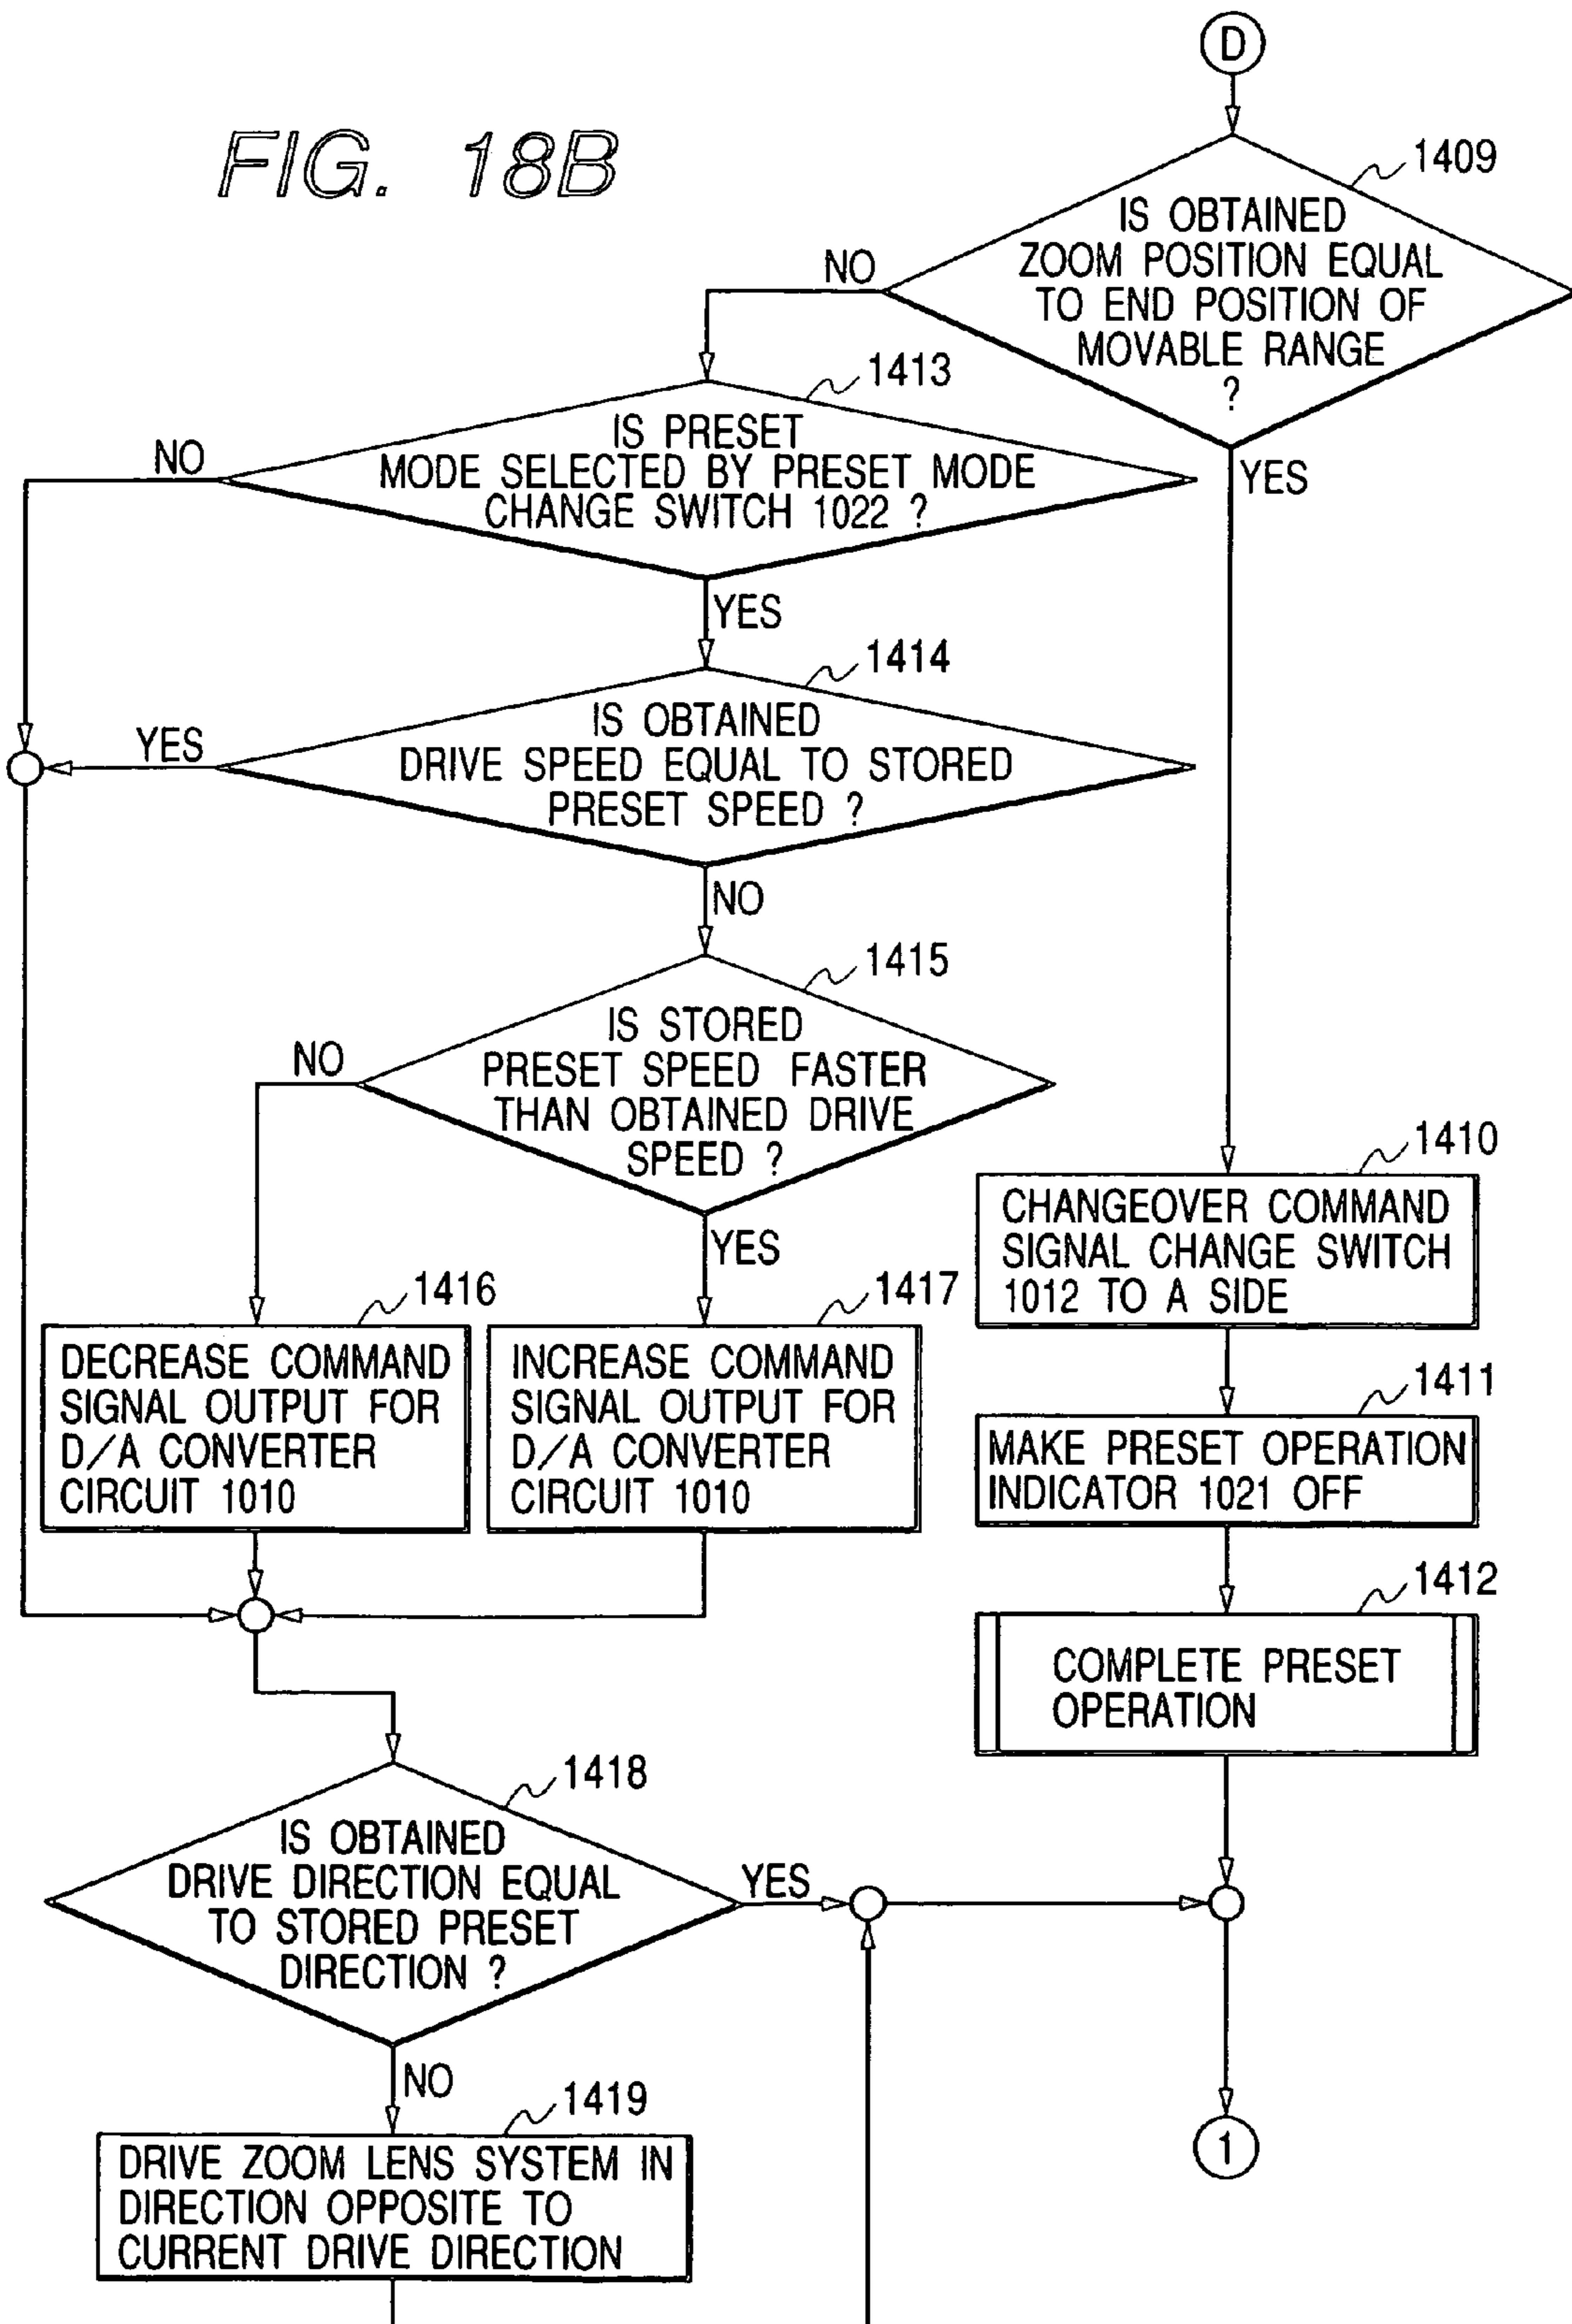 FIG. 18B
D
1409
IS OBTAINED
ZOOM POSITION EQUAL
TO END POSITION OF
MOVABLE RANGE
?
NO
YES
1413
IS PRESET
MODE SELECTED BY PRESET MODE
CHANGE SWITCH 1022 ?
NO
YES
1414
IS OBTAINED
DRIVE SPEED EQUAL TO STORED
PRESET SPEED ?
YES
NO
1415
IS STORED
PRESET SPEED FASTER
THAN OBTAINED DRIVE
SPEED ?
NO
YES
1416
DECREASE COMMAND
SIGNAL OUTPUT FOR
D/A CONVERTER
CIRCUIT 1010
1417
INCREASE COMMAND
SIGNAL OUTPUT FOR
D/A CONVERTER
CIRCUIT 1010
1410
CHANGEOVER COMMAND
SIGNAL CHANGE SWITCH
1012 TO A SIDE
1411
MAKE PRESET OPERATION
INDICATOR 1021 OFF
1412
COMPLETE PRESET
OPERATION
1418
IS OBTAINED
DRIVE DIRECTION EQUAL
TO STORED PRESET
DIRECTION ?
YES
NO
1419
DRIVE ZOOM LENS SYSTEM IN
DIRECTION OPPOSITE TO
CURRENT DRIVE DIRECTION
1